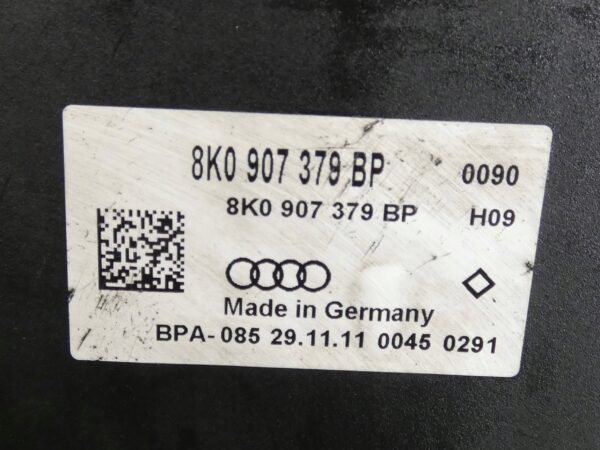 8K0 907 379 BP 0090
8K0 907 379 BP H09
Made in Germany
BPA- 085 29.11.11 0045 0291